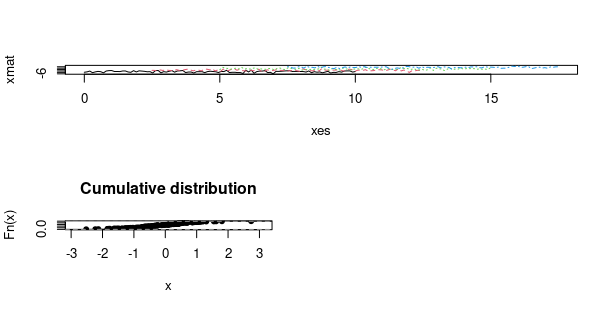 xmat
-6
0 5 10 15
xes
Cumulative distribution
Fn(x)
0.0
-3 -2 -1 0 1 2 3
x